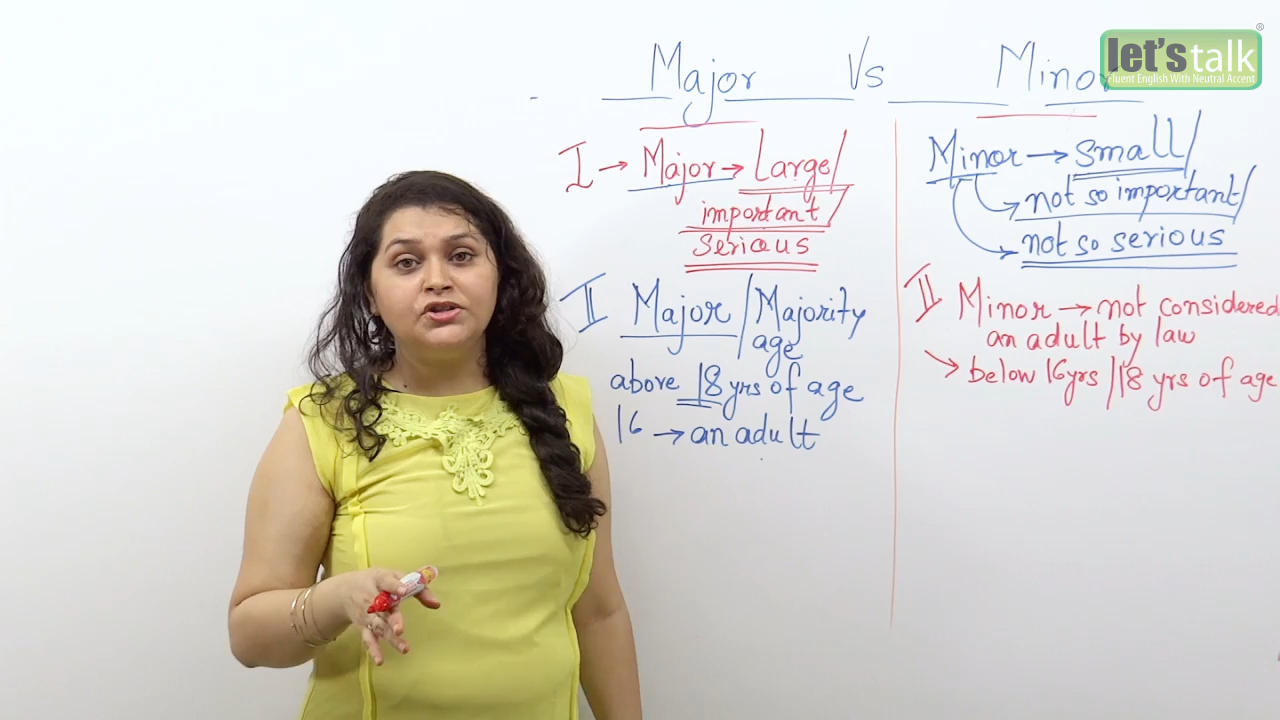 Major Vs Minor
let's talk®
Fluent English With Neutral Accent
I → Major → Large/
important/
Serious
II Major / Majority
age
above 18 yrs of age
16 → an adult
Minor → small/
→ not so important/
→ not so serious
II Minor → not considered
an adult by law
→ below 16yrs / 18 yrs of age